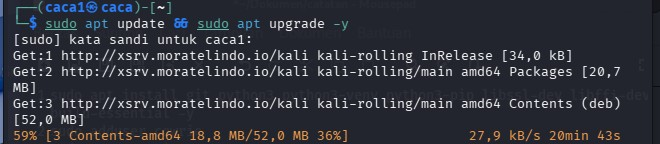 ┌──(caca1㉿caca)-[~]
└─$ sudo apt update && sudo apt upgrade -y
[sudo] kata sandi untuk caca1:
Get:1 http://xsrv.moratelindo.io/kali kali-rolling InRelease [34,0 kB]
Get:2 http://xsrv.moratelindo.io/kali kali-rolling/main amd64 Packages [20,7
MB]
Get:3 http://xsrv.moratelindo.io/kali kali-rolling/main amd64 Contents (deb)
[52,0 MB]
59% [3 Contents-amd64 18,8 MB/52,0 MB 36%] 27,9 kB/s 20min 43s